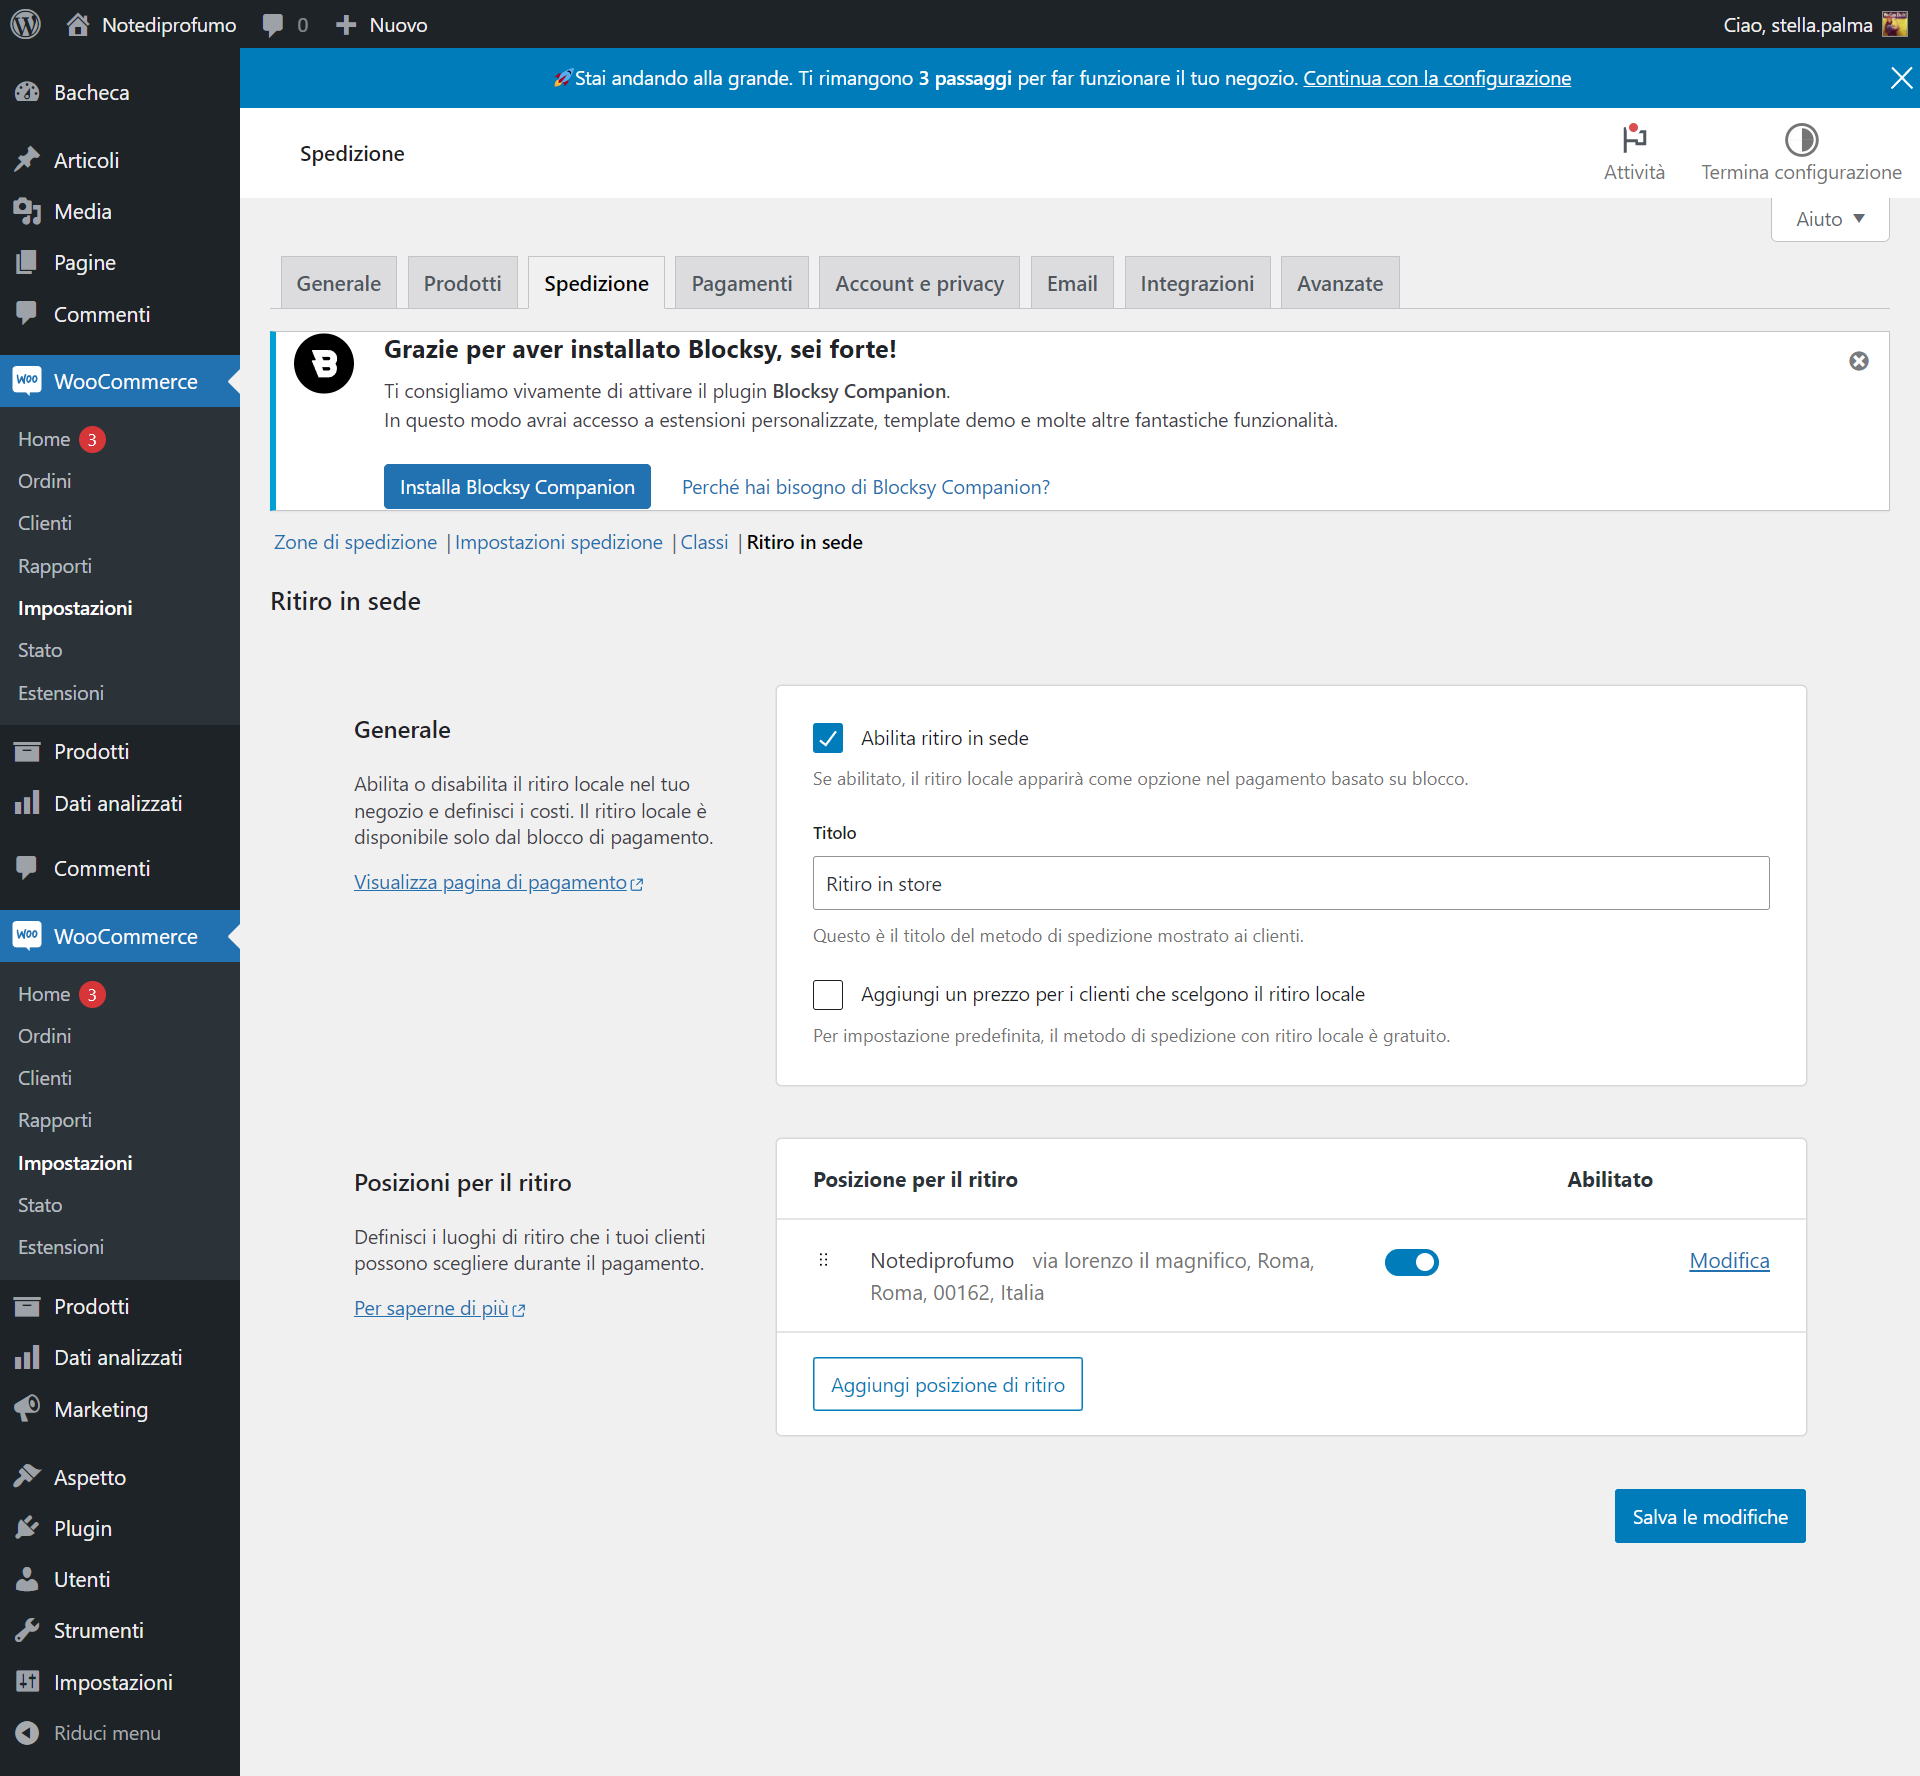 Notediprofumo
0
Nuovo
Ciao, stella.palma
Bacheca
Articoli
Media
Pagine
Commenti
WooCommerce
Home 3
Ordini
Clienti
Rapporti
Impostazioni
Stato
Estensioni
Prodotti
Dati analizzati
Commenti
WooCommerce
Home 3
Ordini
Clienti
Rapporti
Impostazioni
Stato
Estensioni
Prodotti
Dati analizzati
Marketing
Aspetto
Plugin
Utenti
Strumenti
Impostazioni
Riduci menu
Stai andando alla grande. Ti rimangono 3 passaggi per far funzionare il tuo negozio. Continua con la configurazione
Spedizione
Attività
Termina configurazione
Aiuto
Generale
Prodotti
Spedizione
Pagamenti
Account e privacy
Email
Integrazioni
Avanzate
Grazie per aver installato Blocksy, sei forte!
Ti consigliamo vivamente di attivare il plugin Blocksy Companion.
In questo modo avrai accesso a estensioni personalizzate, template demo e molte altre fantastiche funzionalità.
Installa Blocksy Companion
Perché hai bisogno di Blocksy Companion?
Zone di spedizione | Impostazioni spedizione | Classi | Ritiro in sede
Ritiro in sede
Generale
Abilita o disabilita il ritiro locale nel tuo
negozio e definisci i costi. Il ritiro locale è
disponibile solo dal blocco di pagamento.
Visualizza pagina di pagamento
Abilita ritiro in sede
Se abilitato, il ritiro locale apparirà come opzione nel pagamento basato su blocco.
Titolo
Ritiro in store
Questo è il titolo del metodo di spedizione mostrato ai clienti.
Aggiungi un prezzo per i clienti che scelgono il ritiro locale
Per impostazione predefinita, il metodo di spedizione con ritiro locale è gratuito.
Posizioni per il ritiro
Definisci i luoghi di ritiro che i tuoi clienti
possono scegliere durante il pagamento.
Per saperne di più
Posizione per il ritiro
Abilitato
Notediprofumo via lorenzo il magnifico, Roma,
Roma, 00162, Italia
Modifica
Aggiungi posizione di ritiro
Salva le modifiche